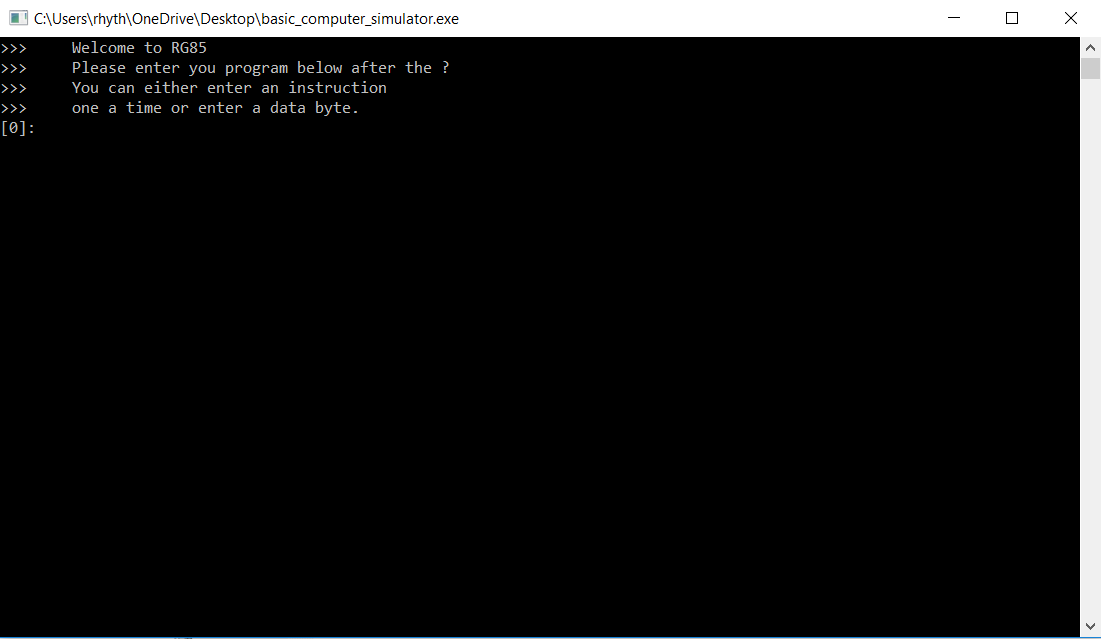 C:\Users\rhyth\OneDrive\Desktop\basic_computer_simulator.exe
>>> Welcome to RG85
>>> Please enter you program below after the ?
>>> You can either enter an instruction
>>> one a time or enter a data byte.
[0]: